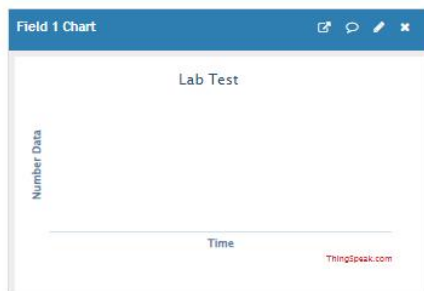 Field 1 Chart
Lab Test
Number Data
Time
ThingSpeak.com